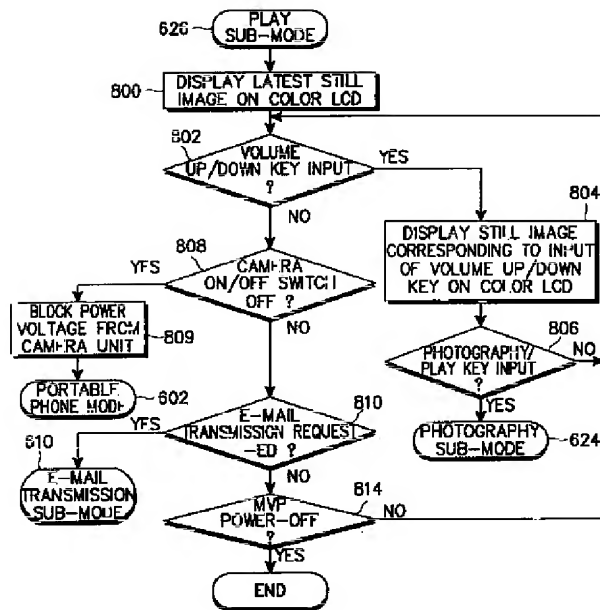 626
PLAY
SUB-MODE
800
DISPLAY LATEST STILL
IMAGE ON COLOR LCD
802
VOLUME
UP/DOWN KEY INPUT
?
YES
NO
804
DISPLAY STILL IMAGE
CORRESPONDING TO INPUT
OF VOLUME UP/DOWN
KEY ON COLOR LCD
808
CAMERA
ON/OFF SWITCH
OFF ?
YES
NO
BLOCK POWER
VOLTAGE FROM
CAMERA UNIT
809
806
PHOTOGRAPHY/
PLAY KEY INPUT
?
NO
YES
PORTABLE
PHONE MODE
602
PHOTOGRAPHY
SUB-MODE
624
810
E-MAIL
TRANSMISSION REQUEST
-ED ?
YES
NO
610
E-MAIL
TRANSMISSION
SUB-MODE
814
MVP
POWER-OFF
?
NO
YES
END